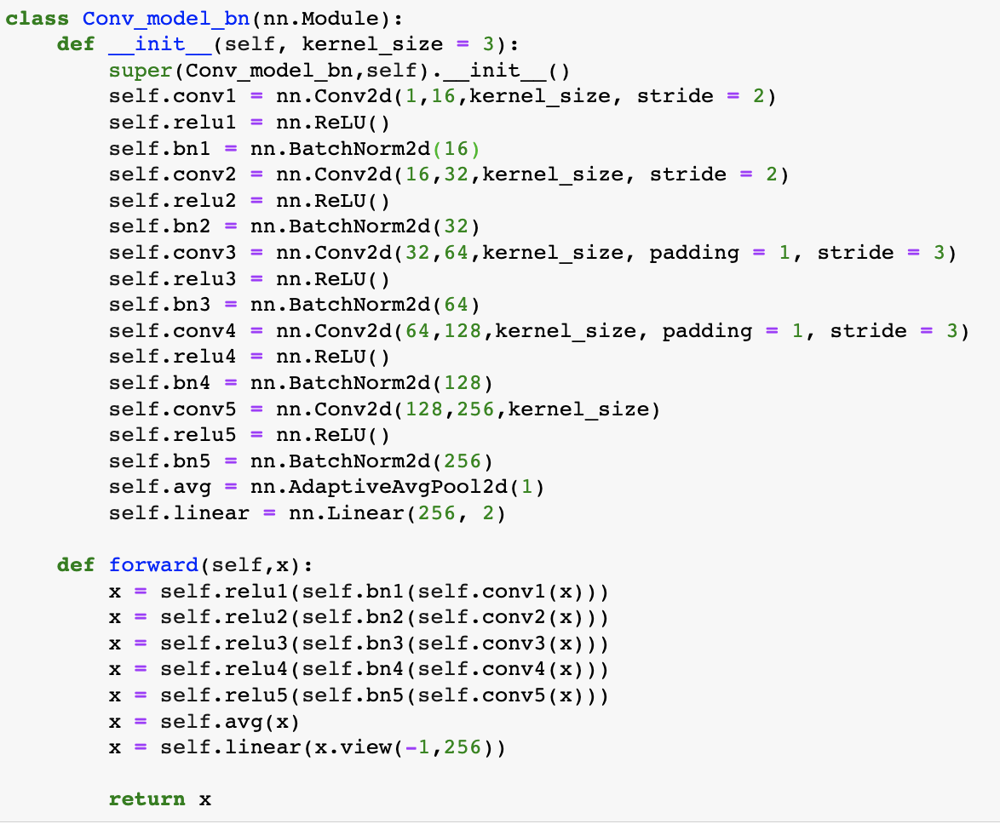 class Conv_model_bn(nn.Module):
    def __init__(self, kernel_size = 3):
        super(Conv_model_bn,self).__init__()
        self.conv1 = nn.Conv2d(1,16,kernel_size, stride = 2)
        self.relu1 = nn.ReLU()
        self.bn1 = nn.BatchNorm2d(16)
        self.conv2 = nn.Conv2d(16,32,kernel_size, stride = 2)
        self.relu2 = nn.ReLU()
        self.bn2 = nn.BatchNorm2d(32)
        self.conv3 = nn.Conv2d(32,64,kernel_size, padding = 1, stride = 3)
        self.relu3 = nn.ReLU()
        self.bn3 = nn.BatchNorm2d(64)
        self.conv4 = nn.Conv2d(64,128,kernel_size, padding = 1, stride = 3)
        self.relu4 = nn.ReLU()
        self.bn4 = nn.BatchNorm2d(128)
        self.conv5 = nn.Conv2d(128,256,kernel_size)
        self.relu5 = nn.ReLU()
        self.bn5 = nn.BatchNorm2d(256)
        self.avg = nn.AdaptiveAvgPool2d(1)
        self.linear = nn.Linear(256, 2)

    def forward(self,x):
        x = self.relu1(self.bn1(self.conv1(x)))
        x = self.relu2(self.bn2(self.conv2(x)))
        x = self.relu3(self.bn3(self.conv3(x)))
        x = self.relu4(self.bn4(self.conv4(x)))
        x = self.relu5(self.bn5(self.conv5(x)))
        x = self.avg(x)
        x = self.linear(x.view(-1,256))

        return x